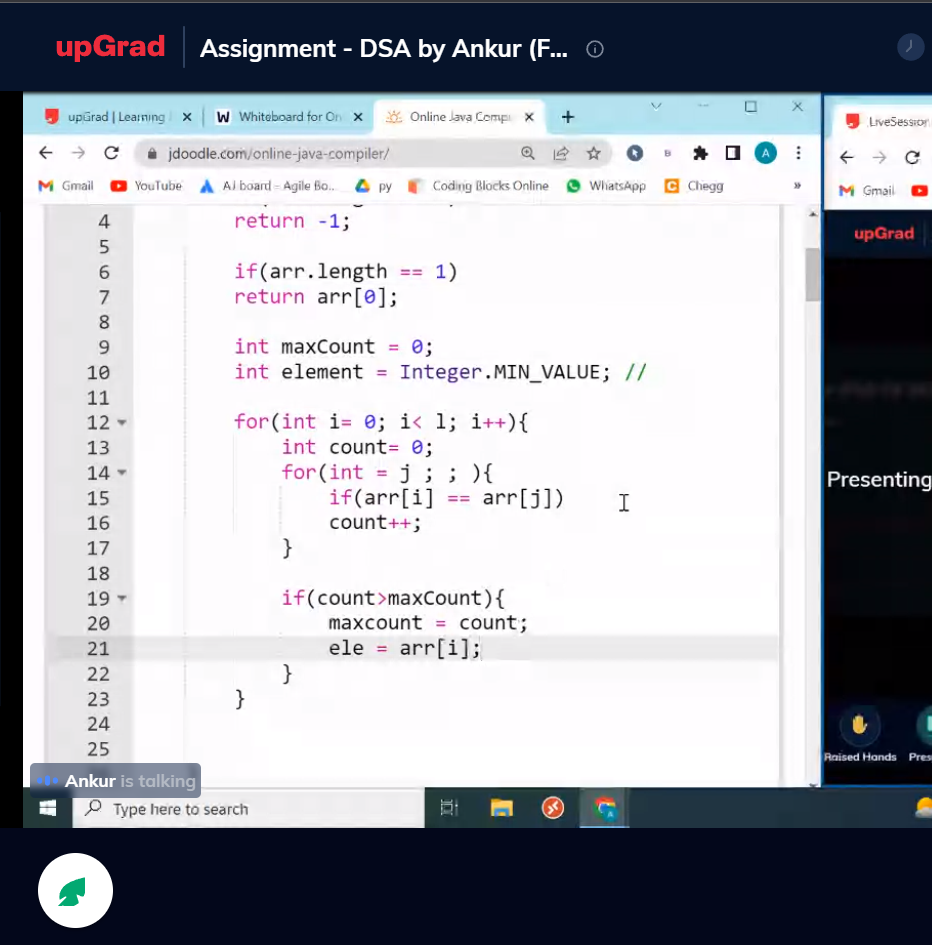 upGrad
Assignment - DSA by Ankur (F...
upGrad | Learning
Whiteboard for On
Online Java Compi
LiveSession
jdoodle.com/online-java-compiler/
B
A
Gmail
YouTube
AJ board - Agile Bo...
py
Coding Blocks Online
WhatsApp
Chegg
»
Gmail
upGrad
4 return -1;
5
6 if(arr.length == 1)
7 return arr[0];
8
9 int maxCount = 0;
10 int element = Integer.MIN_VALUE; //
11
12 for(int i= 0; i< l; i++){
13 int count= 0;
14 for(int = j ; ; ){
15 if(arr[i] == arr[j])
16 count++;
17 }
18
19 if(count>maxCount){
20 maxcount = count;
21 ele = arr[i];
22 }
23 }
24
25
Presenting
Raised Hands
Pres
Ankur is talking
Type here to search